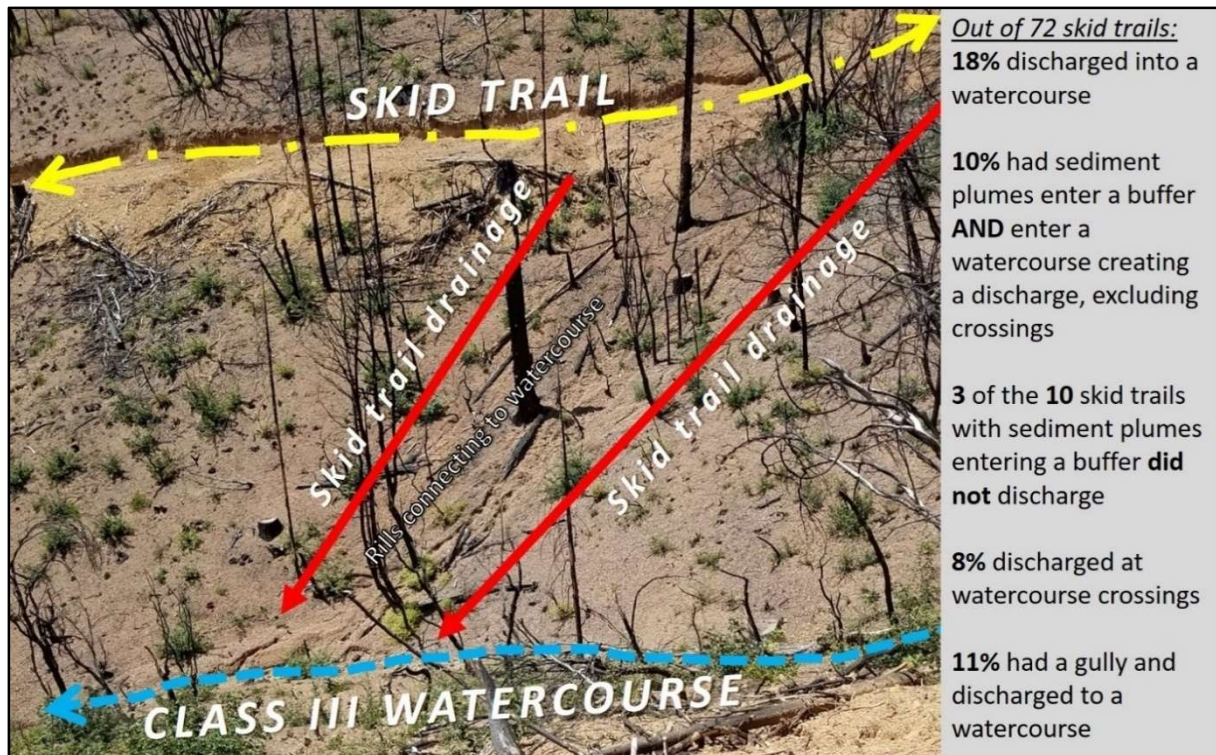 SKID TRAIL
skid trail drainage
Rills connecting to watercourse
Skid trail drainage
CLASS III WATERCOURSE
Out of 72 skid trails:
18% discharged into a
watercourse
10% had sediment
plumes enter a buffer
AND enter a
watercourse creating
a discharge, excluding
crossings
3 of the 10 skid trails
with sediment plumes
entering a buffer did
not discharge
8% discharged at
watercourse crossings
11% had a gully and
discharged to a
watercourse